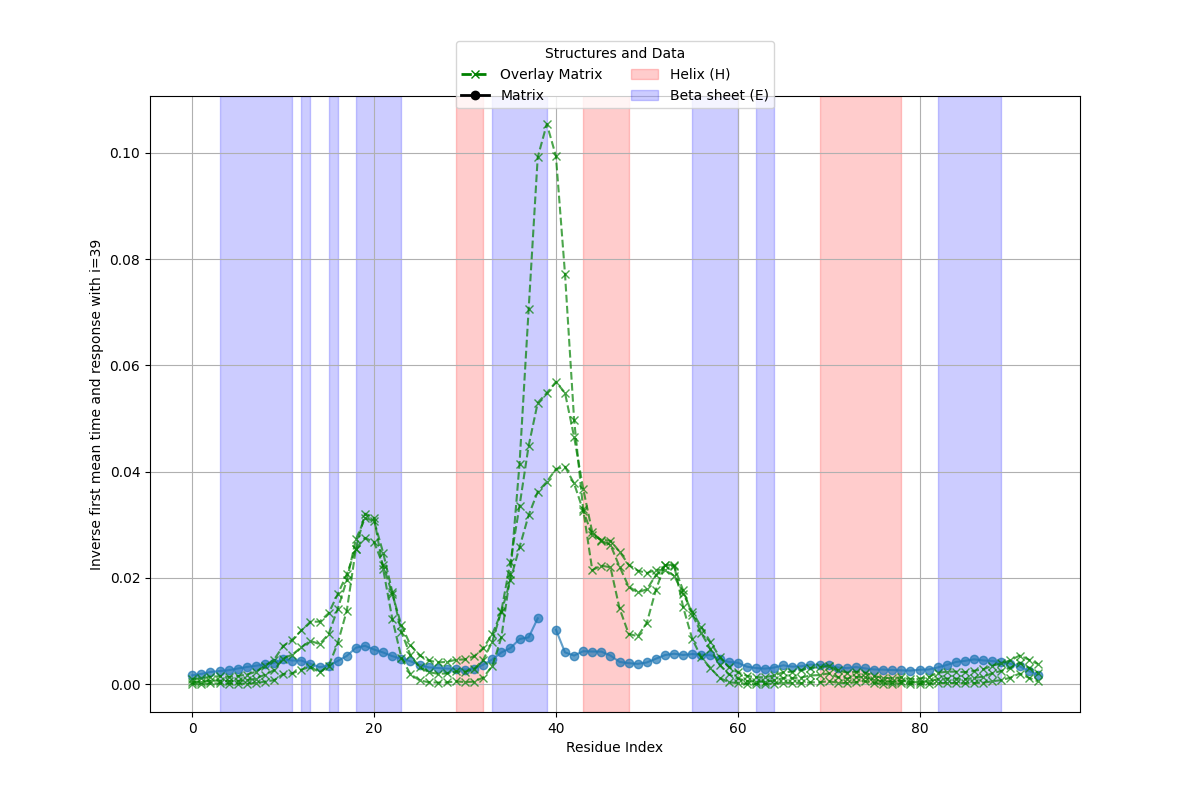 Structures and Data
Overlay Matrix
Matrix
Helix (H)
Beta sheet (E)
Inverse first mean time and response with i=39
0.10
0.08
0.06
0.04
0.02
0.00
0 20 40 60 80
Residue Index